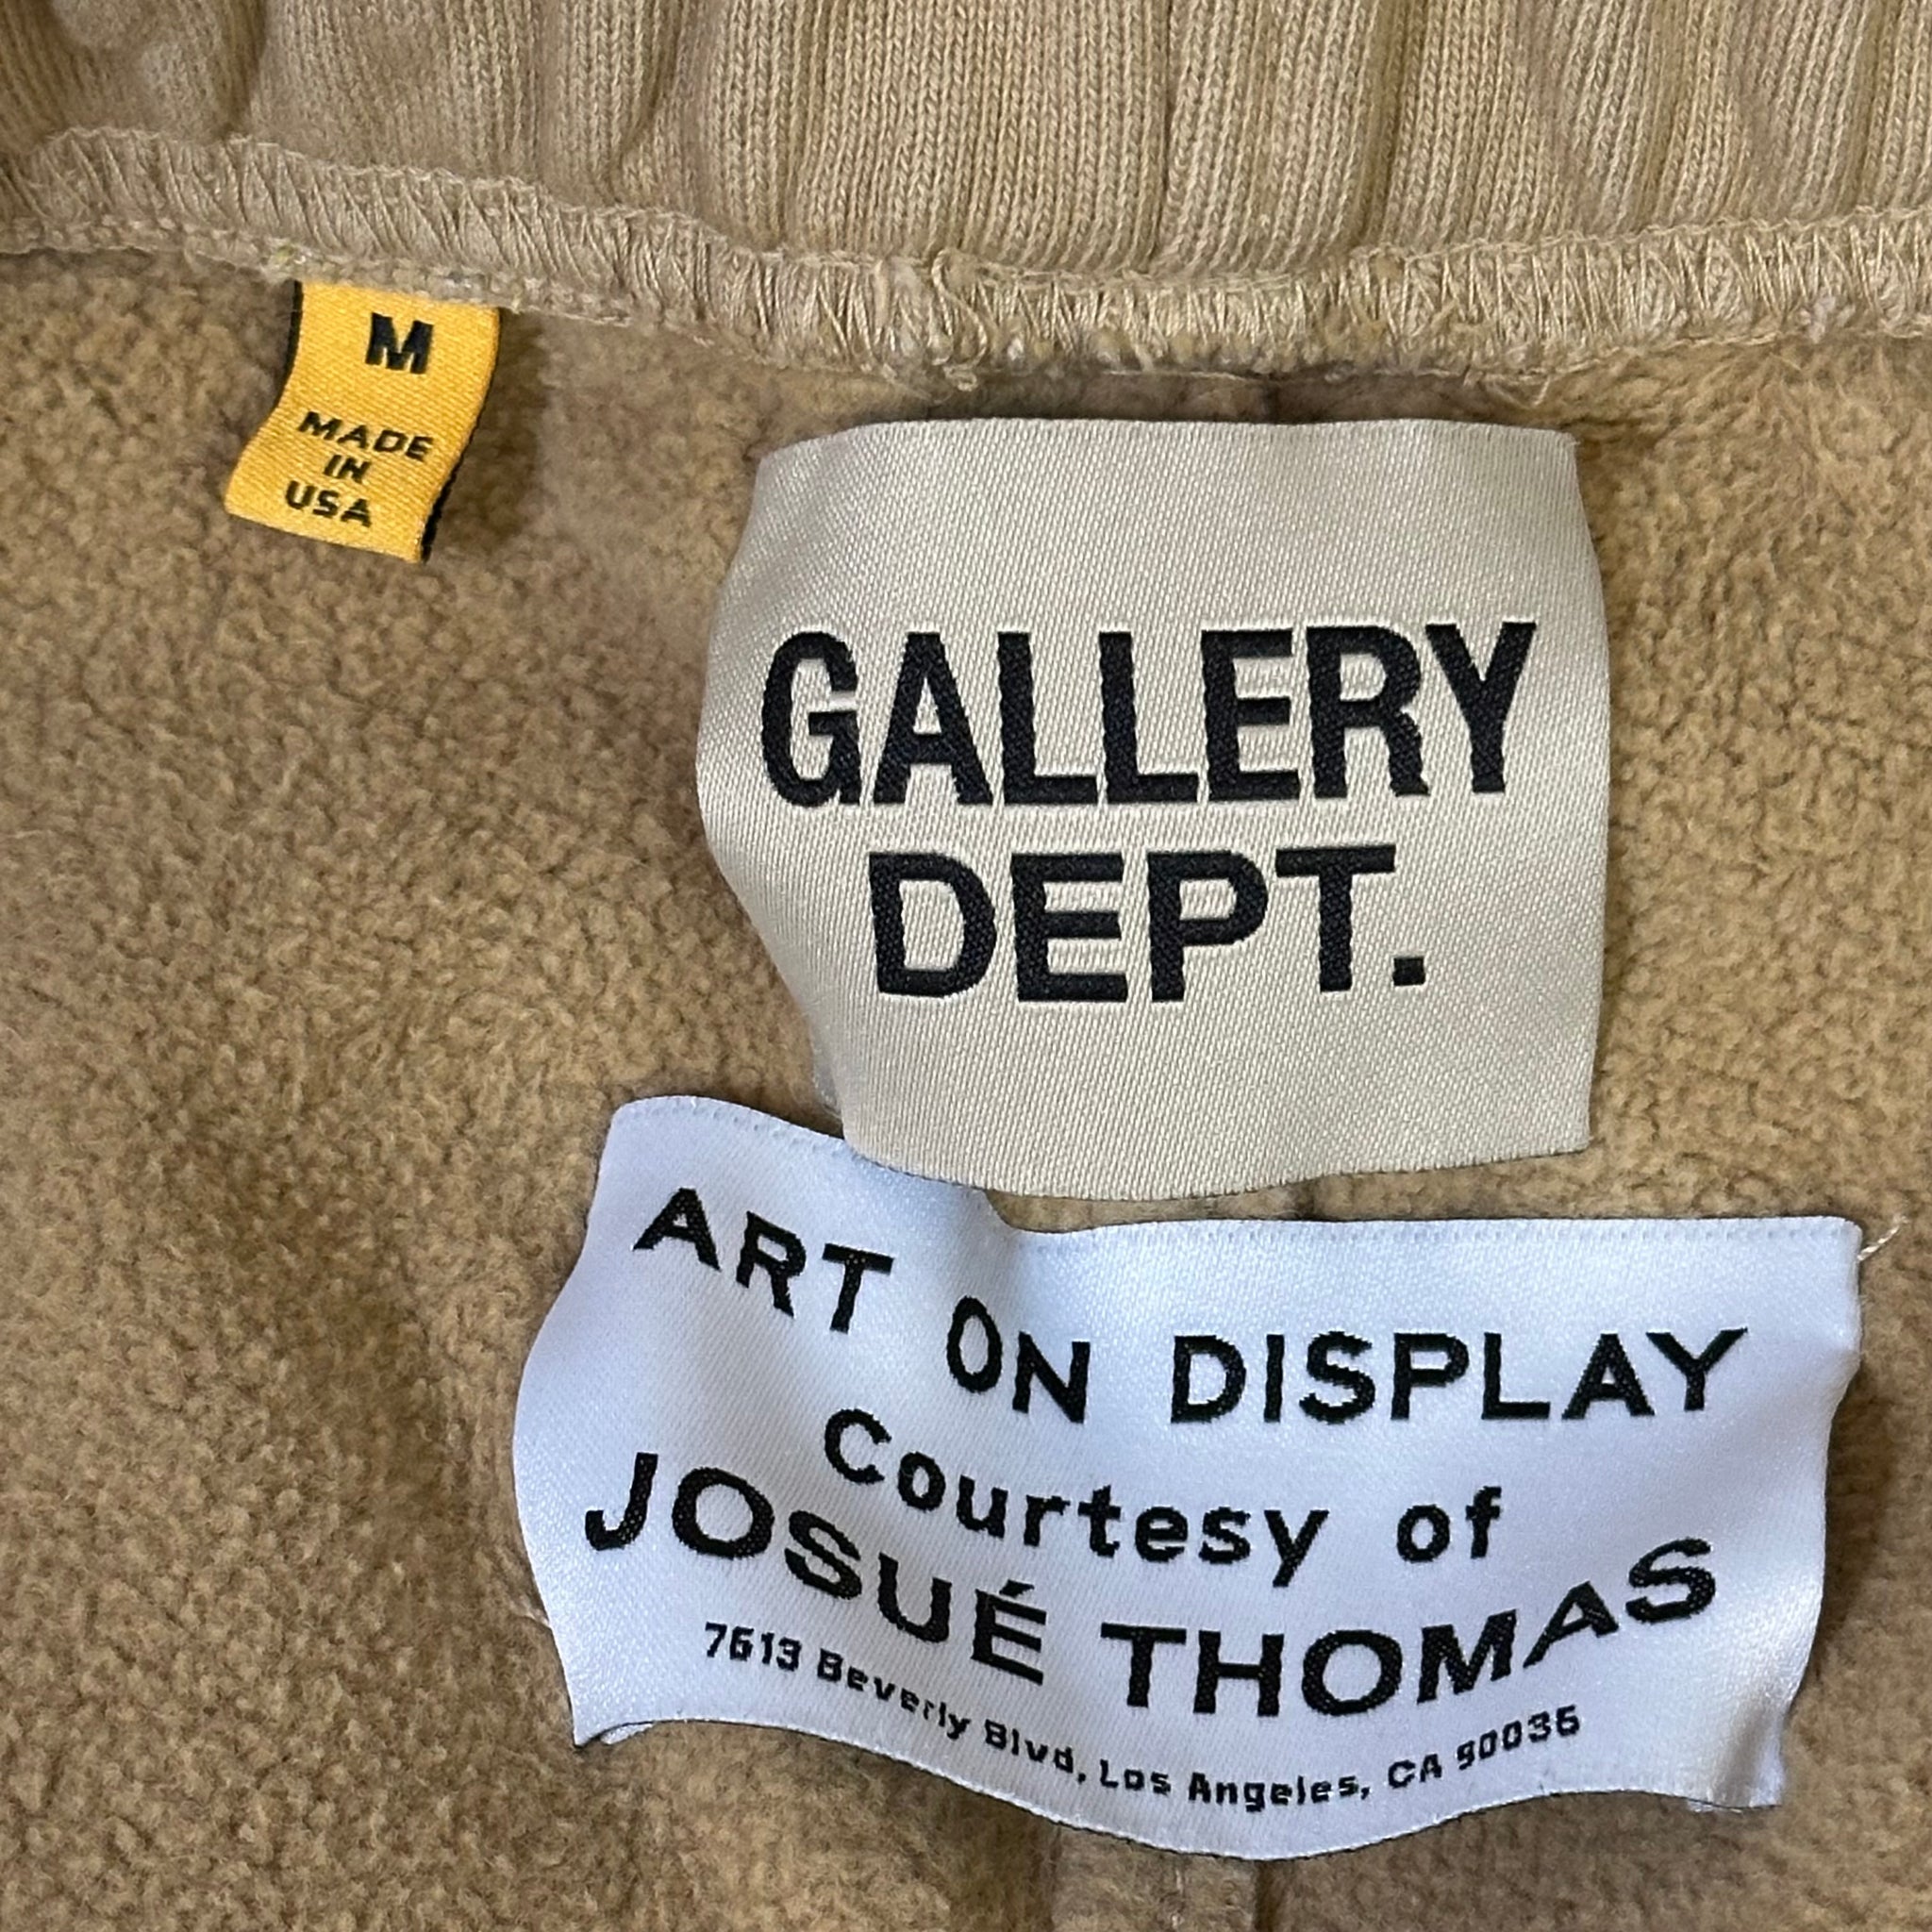 M
MADE
IN
USA
GALLERY
DEPT.
ART ON DISPLAY
Courtesy of
JOSUÉ THOMAS
7613 Beverly Blvd, Los Angeles, CA 90036